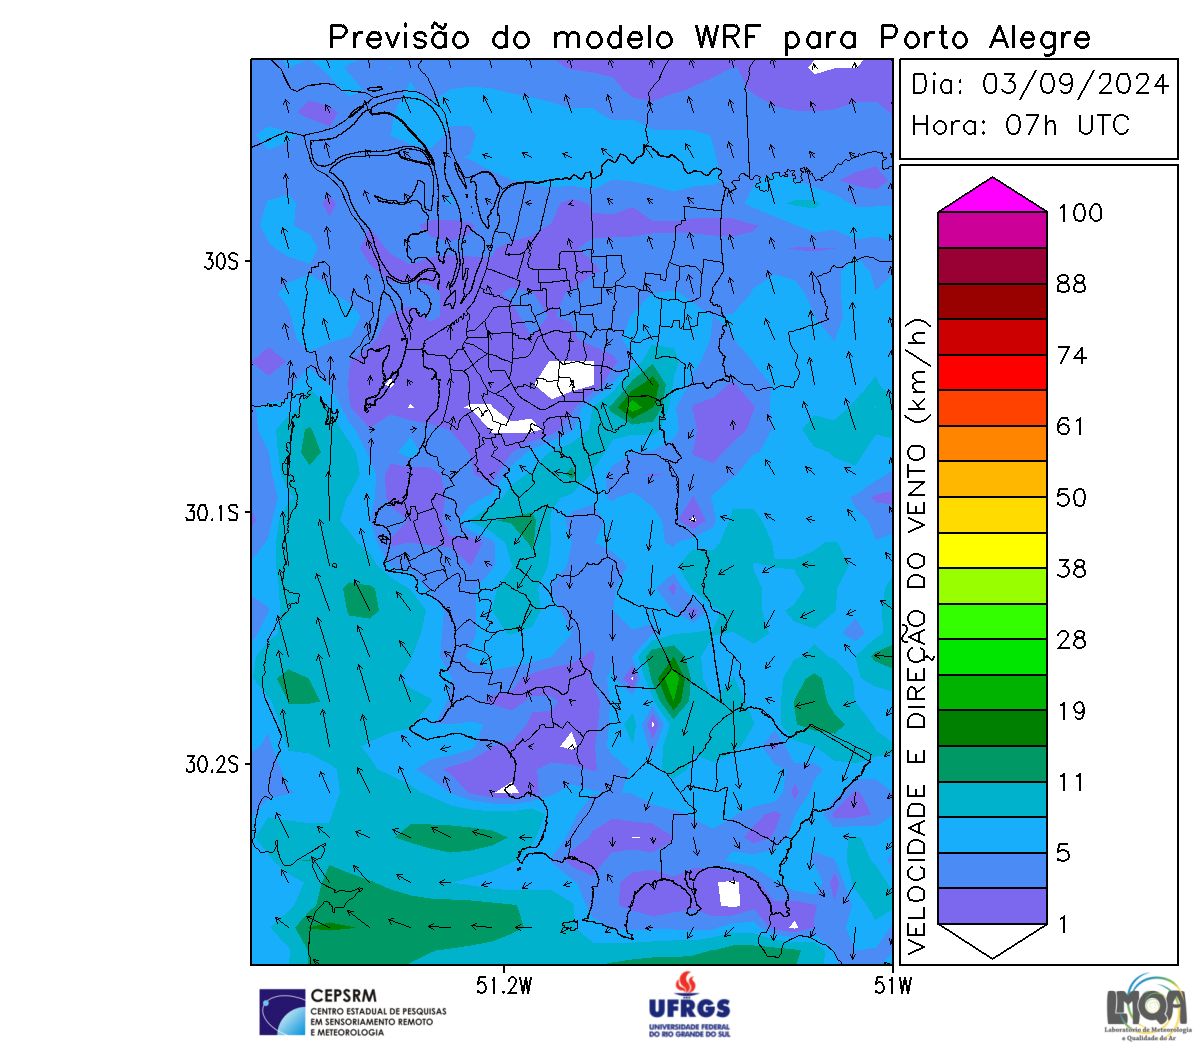 Previsão do modelo WRF para Porto Alegre
Dia: 03/09/2024
Hora: 07h UTC
VELOCIDADE E DIREÇÃO DO VENTO (km/h)
100
88
74
61
50
38
28
19
11
5
1
30S
30.1S
30.2S
51.2W
51W
CEPSRM
CENTRO ESTADUAL DE PESQUISAS
EM SENSORIAMENTO REMOTO
E METEOROLOGIA
UFRGS
UNIVERSIDADE FEDERAL
DO RIO GRANDE DO SUL
LMQA
Laboratório de Meteorologia
e Qualidade do Ar